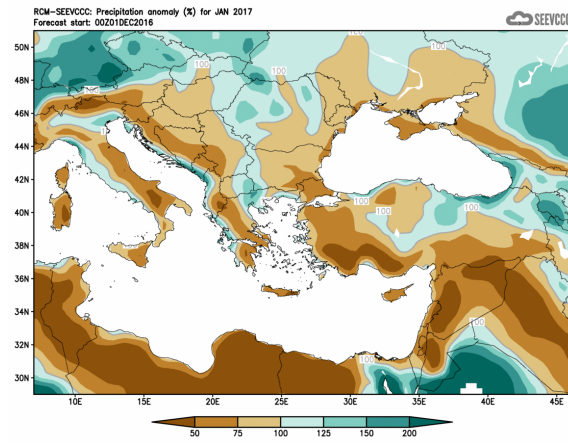 RCM-SEEVCCC: Precipitation anomaly (%) for JAN 2017
Forecast start: 00Z01DEC2016
SEEVCCC
50N
48N
46N
44N
42N
40N
38N
36N
34N
32N
30N
100
100
100
100
100
100
100
100
10E
15E
20E
25E
30E
35E
40E
45E
50
75
100
125
150
200